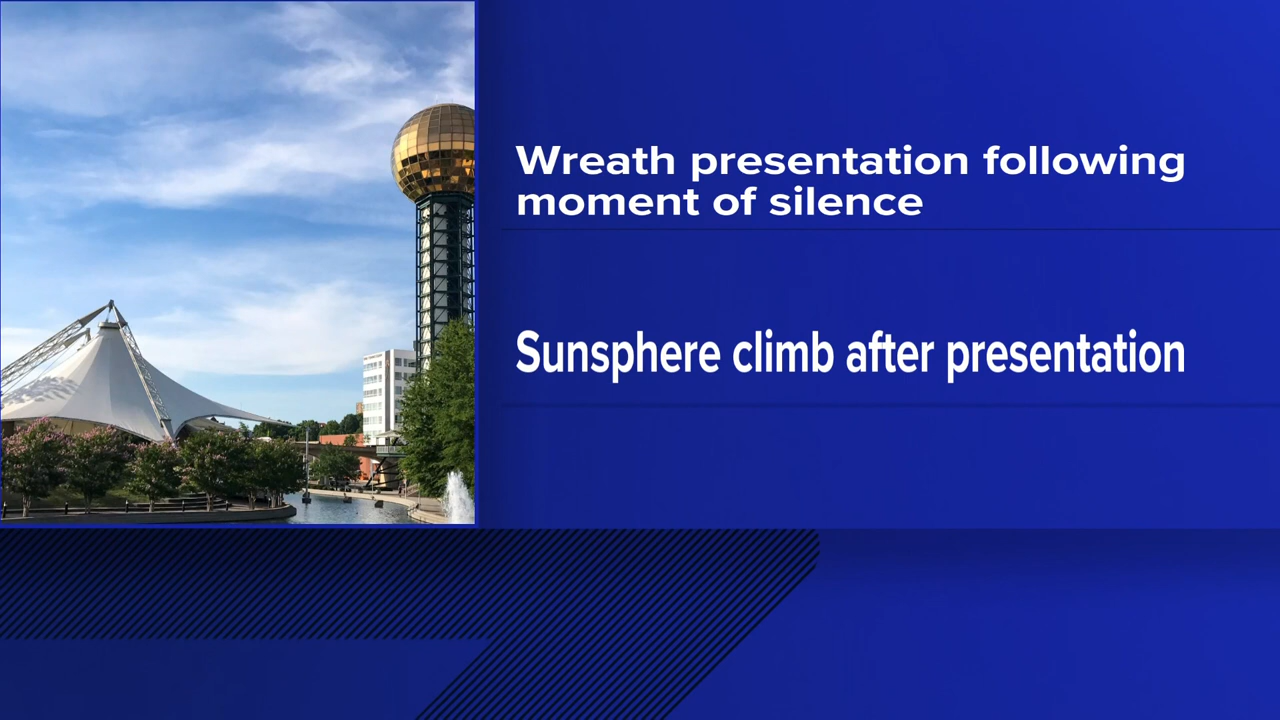 Wreath presentation following
moment of silence
Sunsphere climb after presentation